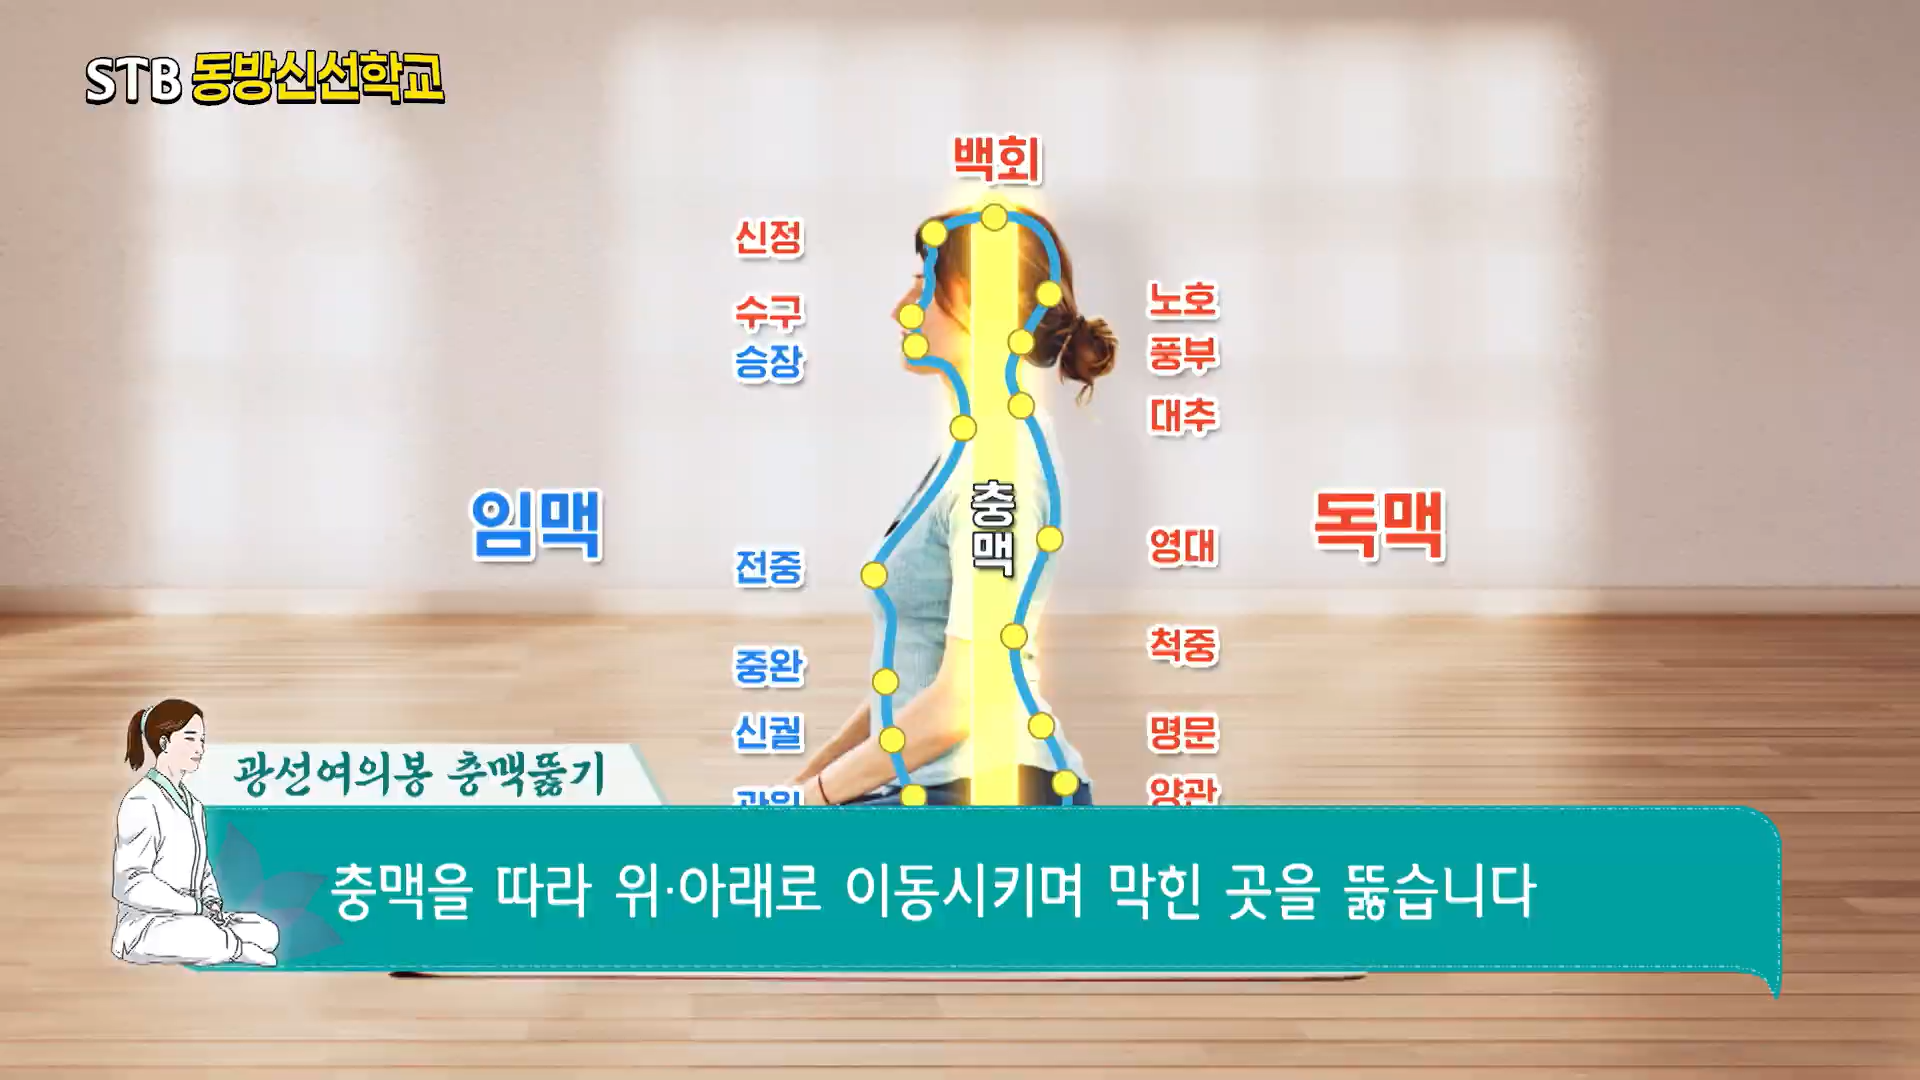 STB 동방신선학교
백회
신정
수구
승장
노호
풍부
대추
임맥
충맥
독맥
전중
영대
중완
척중
신궐
명문
양관
광선여의봉 충맥뚫기
충맥을 따라 위·아래로 이동시키며 막힌 곳을 뚫습니다